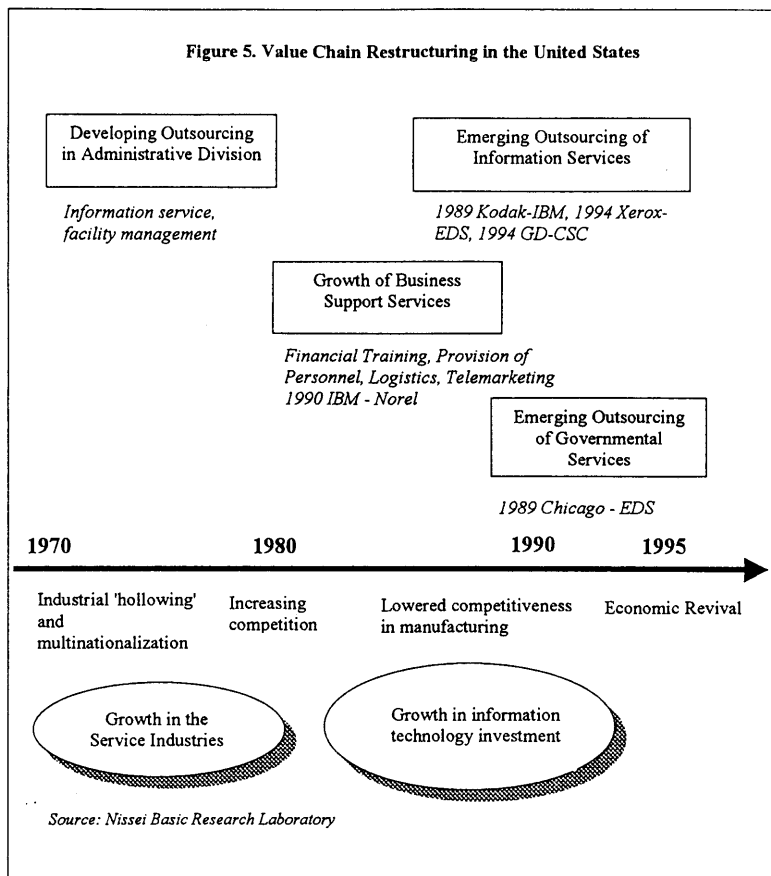 Figure 5. Value Chain Restructuring in the United States
Developing Outsourcing
in Administrative Division
Information service,
facility management
Emerging Outsourcing of
Information Services
1989 Kodak-IBM, 1994 Xerox-
EDS, 1994 GD-CSC
Growth of Business
Support Services
Financial Training, Provision of
Personnel, Logistics, Telemarketing
1990 IBM - Norel
Emerging Outsourcing
of Governmental
Services
1989 Chicago - EDS
1970
1980
1990
1995
Industrial 'hollowing'
and
multinationalization
Increasing
competition
Lowered competitiveness
in manufacturing
Economic Revival
Growth in the
Service Industries
Growth in information
technology investment
Source: Nissei Basic Research Laboratory